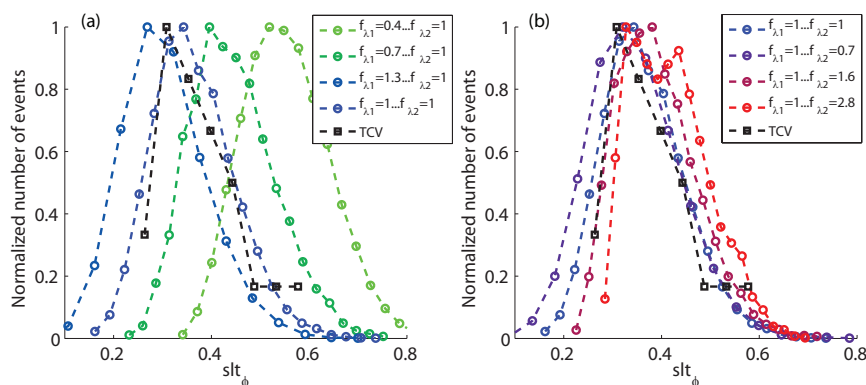 (a)
f_λ1=0.4...f_λ2=1
f_λ1=0.7...f_λ2=1
f_λ1=1.3...f_λ2=1
f_λ1=1...f_λ2=1
TCV
Normalized number of events
1
0.8
0.6
0.4
0.2
0
0.2
0.4
0.6
0.8
slt_ϕ
(b)
f_λ1=1...f_λ2=1
f_λ1=1...f_λ2=0.7
f_λ1=1...f_λ2=1.6
f_λ1=1...f_λ2=2.8
TCV
Normalized number of events
1
0.8
0.6
0.4
0.2
0
0.2
0.4
0.6
0.8
slt_ϕ